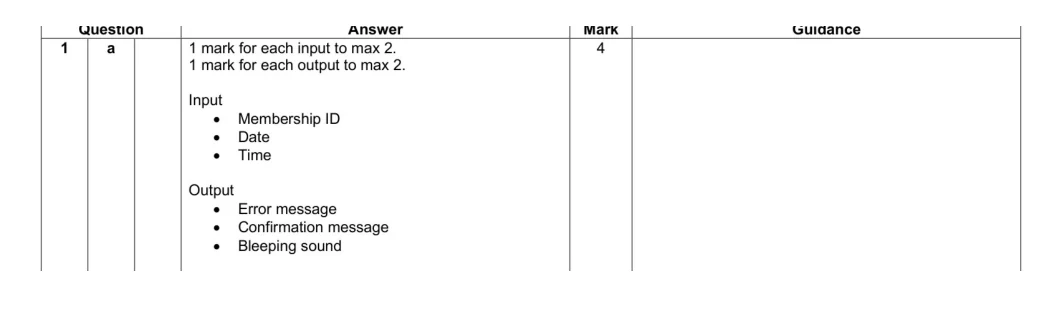 Question Answer Mark Guidance
1 a 1 mark for each input to max 2. 4
1 mark for each output to max 2.
Input
• Membership ID
• Date
• Time
Output
• Error message
• Confirmation message
• Bleeping sound